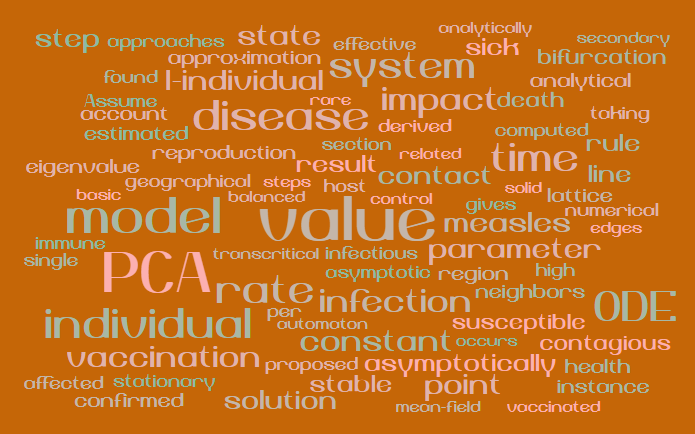 analytically
step approaches state effective sick secondary
approximation bifurcation
found I-individual system analytical
Assume rare impact death
account disease derived taking
estimated computed rule
reproduction section related time
eigenvalue result contact line
geographical steps host solid lattice
basic balanced control gives numerical
model value measles edges
immune
single PCA transcritical infectious parameter
asymptotic region high
rate infection neighbors ODE
individual per automaton constant susceptible occurs contagious
vaccination proposed asymptotically health
affected stationary stable point instance
confirmed solution mean-field vaccinated